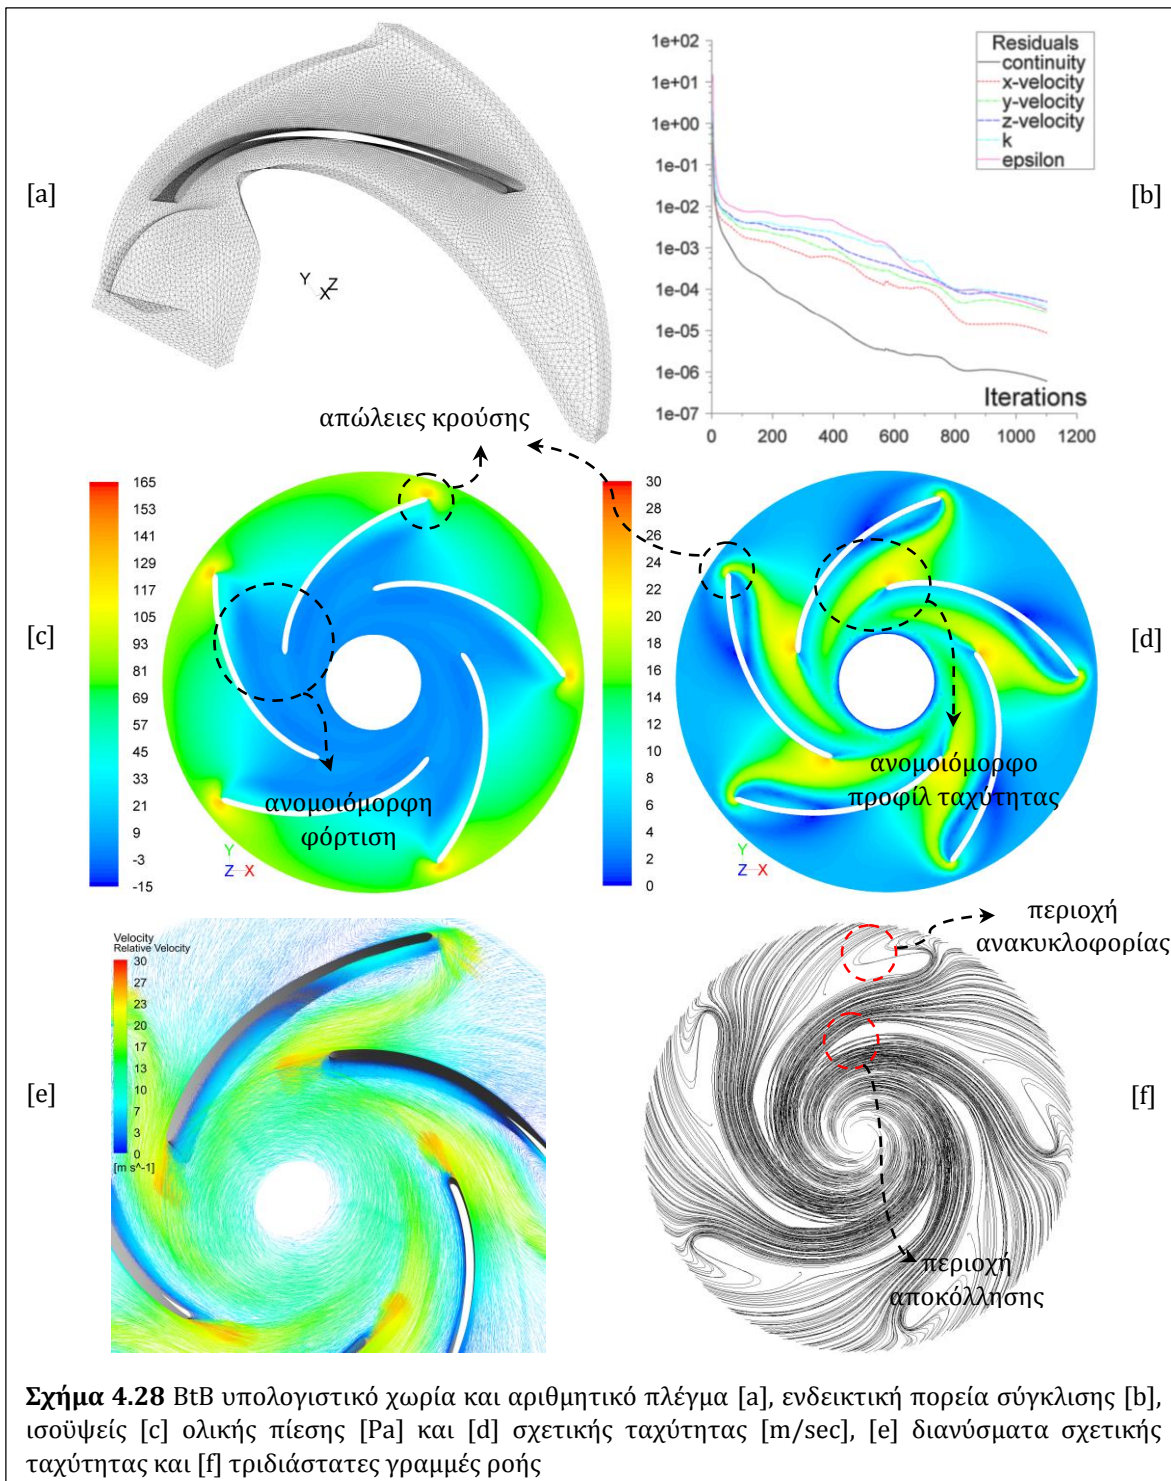 [a]
Y
Z
X
1e+02
1e+01
1e+00
1e-01
1e-02
1e-03
1e-04
1e-05
1e-06
1e-07
Residuals
continuity
x-velocity
y-velocity
z-velocity
k
epsilon
Iterations
0 200 400 600 800 1000 1200
[b]
απώλειες κρούσης
[c]
165
153
141
129
117
105
93
81
69
57
45
33
21
9
-3
-15
ανομοιόμορφη
φόρτιση
Y
Z X
30
28
26
24
22
20
18
16
14
12
10
8
6
4
2
0
ανομοιόμορφο
προφίλ ταχύτητας
Y
Z X
[d]
[e]
Velocity
Relative Velocity
30
27
23
20
17
13
10
7
3
0
[m s^-1]
περιοχή
ανακυκλοφορίας
[f]
περιοχή
αποκόλλησης
Σχήμα 4.28 BtB υπολογιστικό χωρία και αριθμητικό πλέγμα [a], ενδεικτική πορεία σύγκλισης [b],
ισοϋψείς [c] ολικής πίεσης [Pa] και [d] σχετικής ταχύτητας [m/sec], [e] διανύσματα σχετικής
ταχύτητας και [f] τριδιάστατες γραμμές ροής